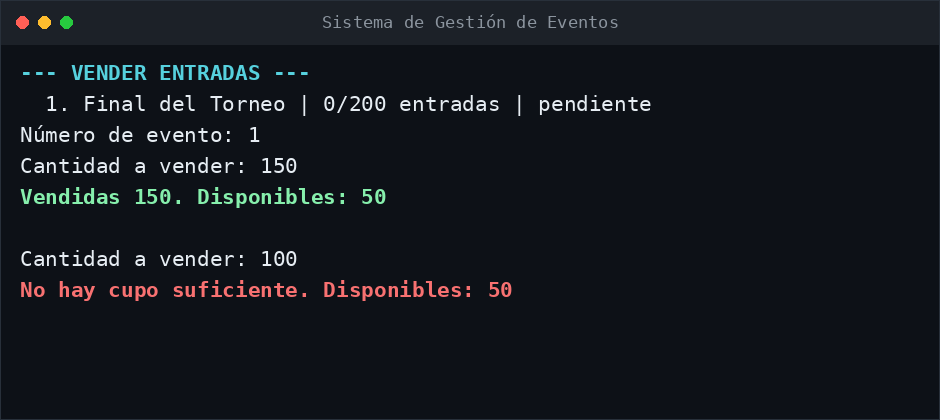 Sistema de Gestión de Eventos
--- VENDER ENTRADAS ---
1. Final del Torneo | 0/200 entradas | pendiente
Número de evento: 1
Cantidad a vender: 150
Vendidas 150. Disponibles: 50
Cantidad a vender: 100
No hay cupo suficiente. Disponibles: 50